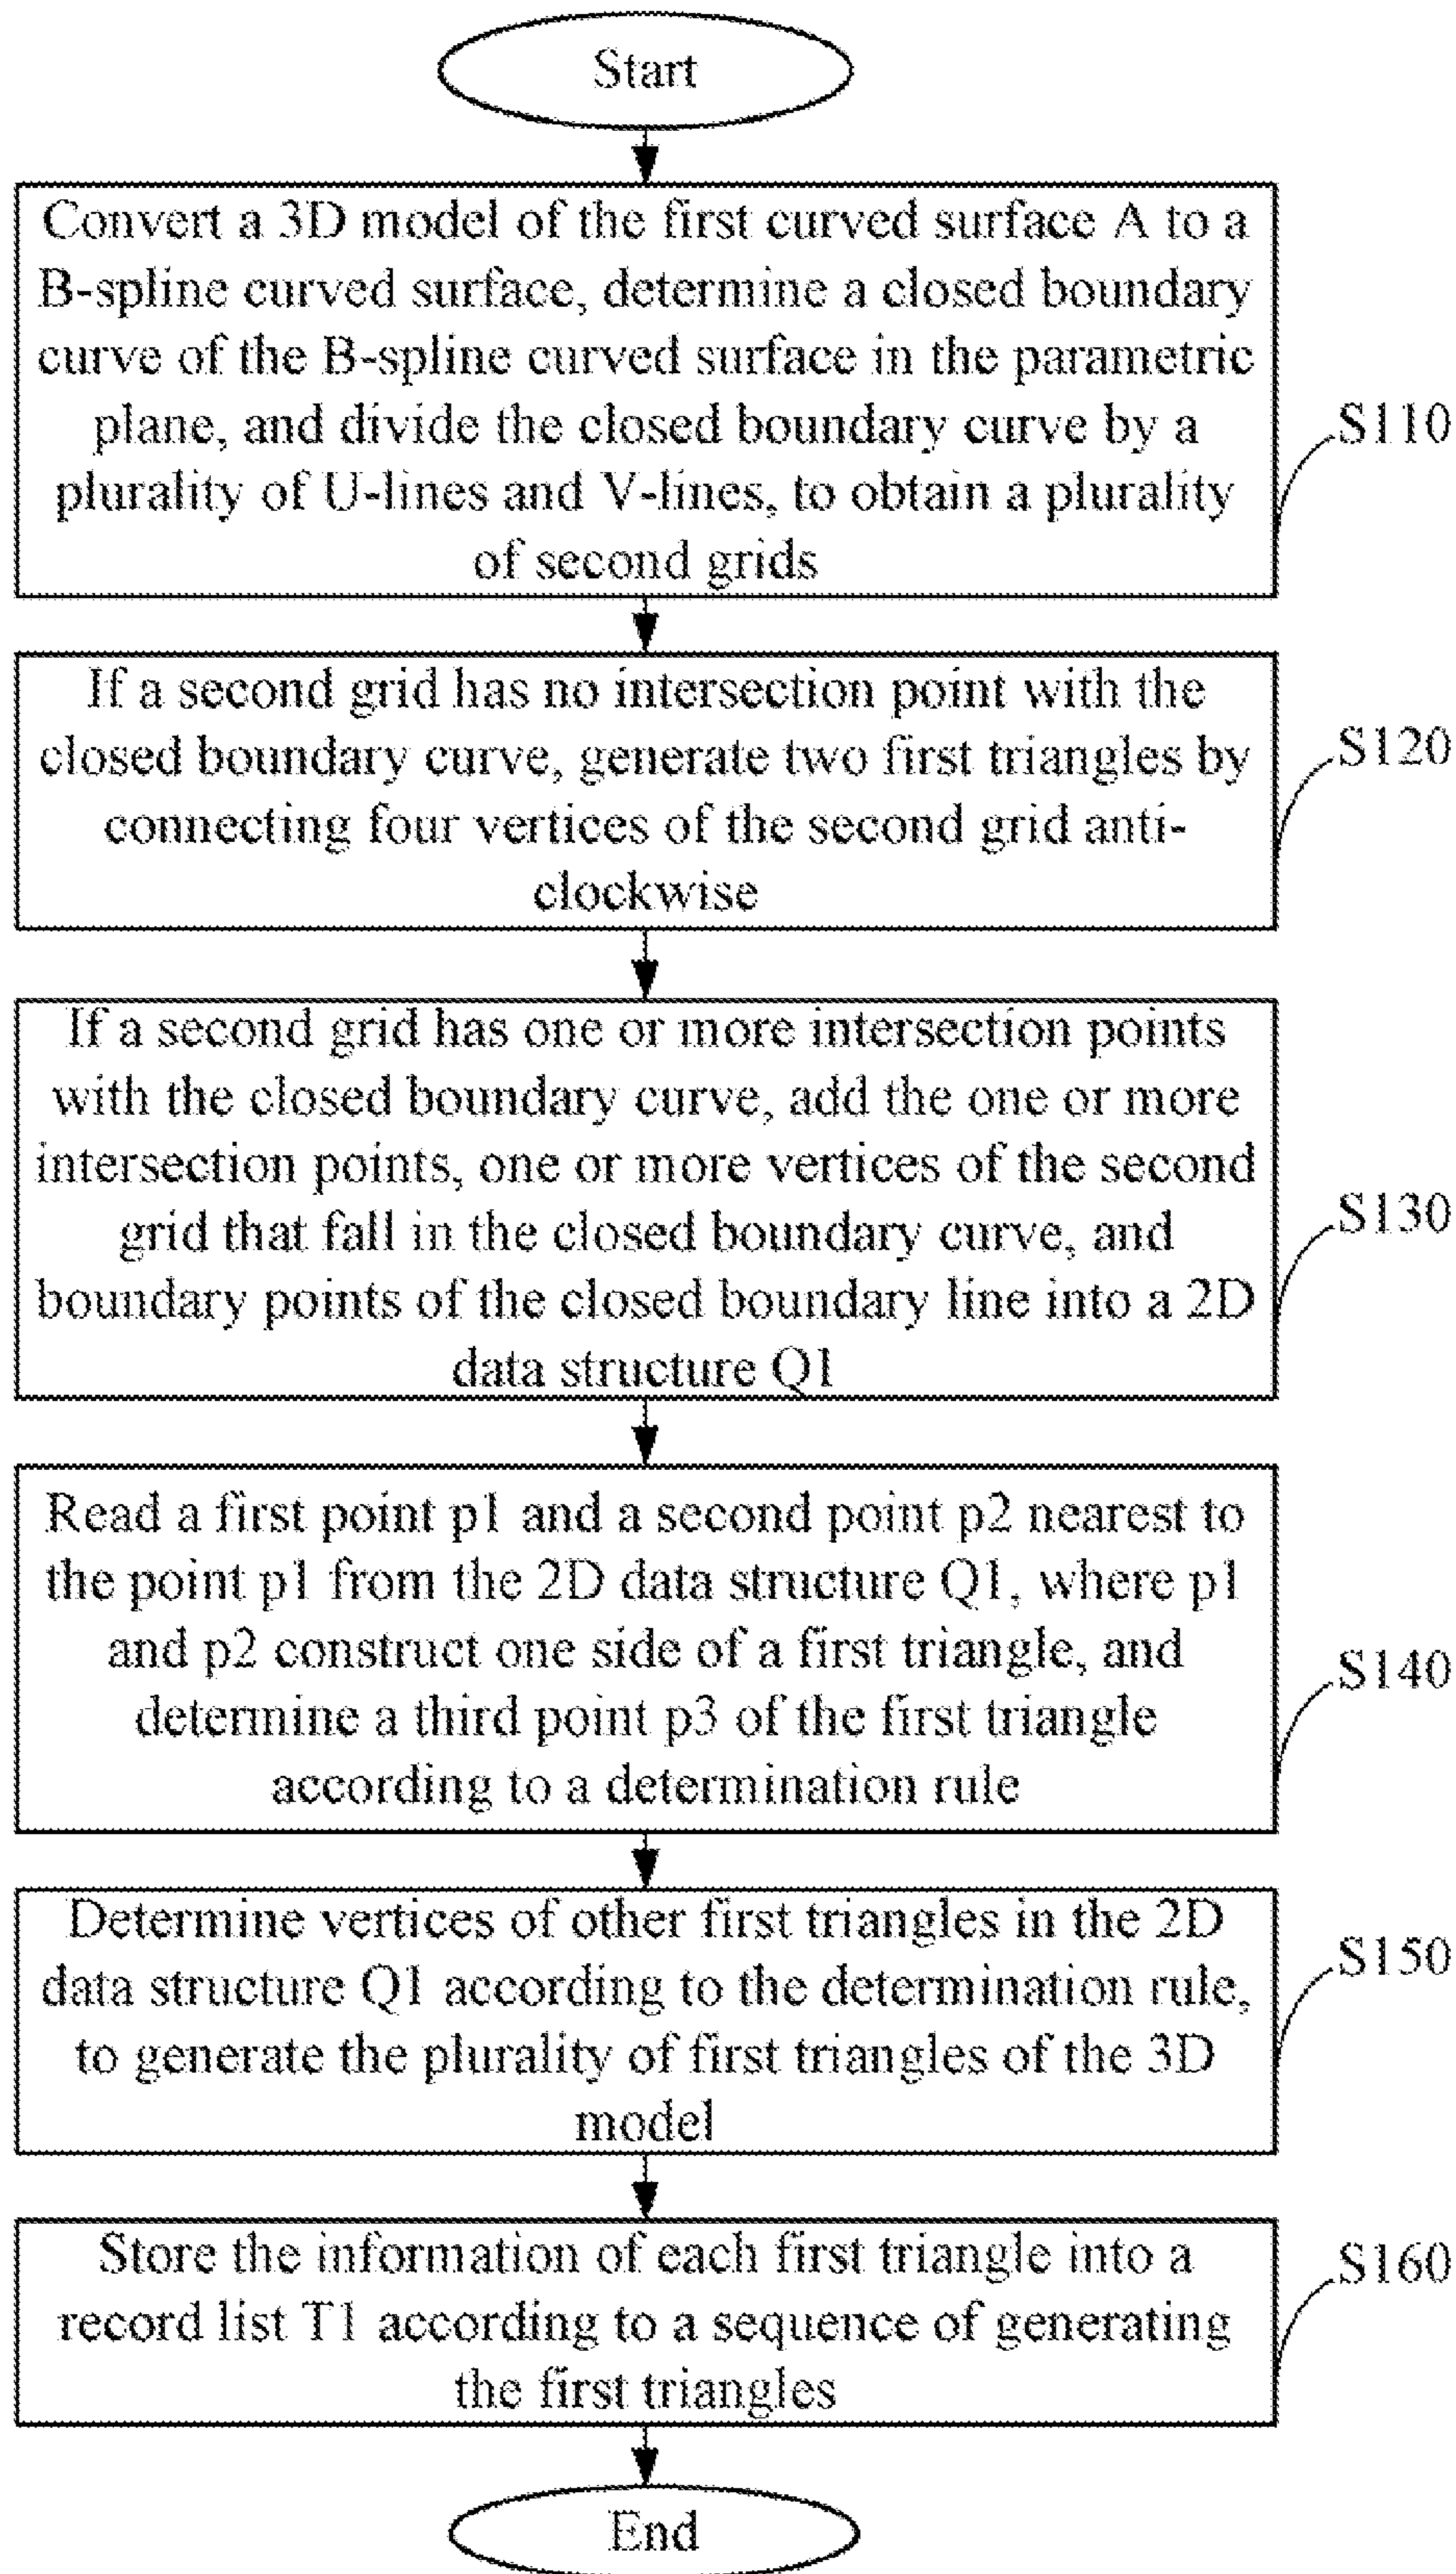 Start
Convert a 3D model of the first curved surface A to a
B-spline curved surface, determine a closed boundary
curve of the B-spline curved surface in the parametric
plane, and divide the closed boundary curve by a
plurality of U-lines and V-lines, to obtain a plurality
of second grids
S110
If a second grid has no intersection point with the
closed boundary curve, generate two first triangles by
connecting four vertices of the second grid anti-
clockwise
S120
If a second grid has one or more intersection points
with the closed boundary curve, add the one or more
intersection points, one or more vertices of the second
grid that fall in the closed boundary curve, and
boundary points of the closed boundary line into a 2D
data structure Q1
S130
Read a first point p1 and a second point p2 nearest to
the point p1 from the 2D data structure Q1, where p1
and p2 construct one side of a first triangle, and
determine a third point p3 of the first triangle
according to a determination rule
S140
Determine vertices of other first triangles in the 2D
data structure Q1 according to the determination rule,
to generate the plurality of first triangles of the 3D
model
S150
Store the information of each first triangle into a
record list T1 according to a sequence of generating
the first triangles
S160
End